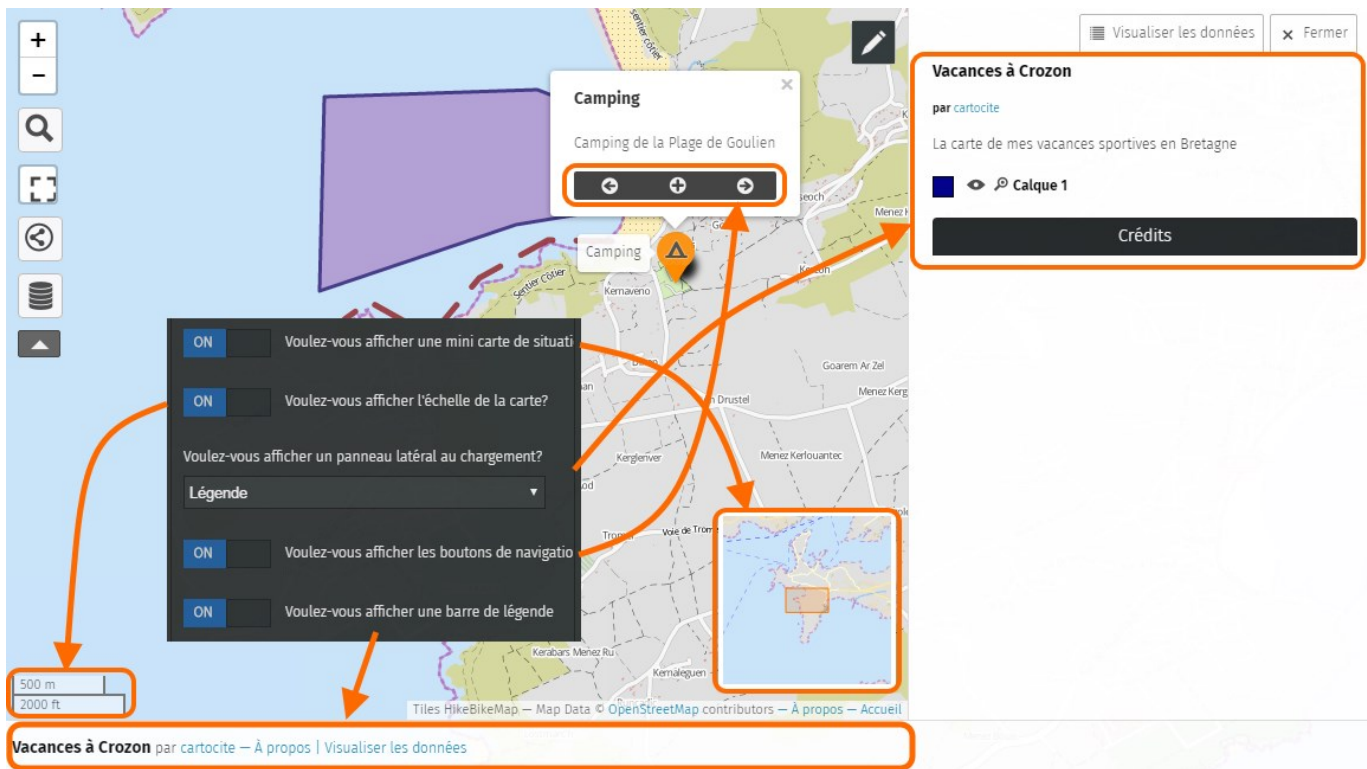 +
−
Visualiser les données
× Fermer
Vacances à Crozon
par cartocite
La carte de mes vacances sportives en Bretagne
Calque 1
Crédits
sentier côtier
Camping
×
Camping de la Plage de Goulien
Menez
Camping
Sentier Côtier
Kernaveno
ON Voulez-vous afficher une mini carte de situati
ON Voulez-vous afficher l'échelle de la carte?
Voulez-vous afficher un panneau latéral au chargement?
Légende
ON Voulez-vous afficher les boutons de navigatio
ON Voulez-vous afficher une barre de légende
Goarem Ar Zel
Menez Kerg
n Drustel
Kerglenver
Menez Kerfouantec
Voie de Trom
Kerabars Menez Ru
Kernaleguen
500 m
2000 ft
Tiles HikeBikeMap — Map Data © OpenStreetMap contributors — À propos — Accueil
Vacances à Crozon par cartocite — À propos | Visualiser les données